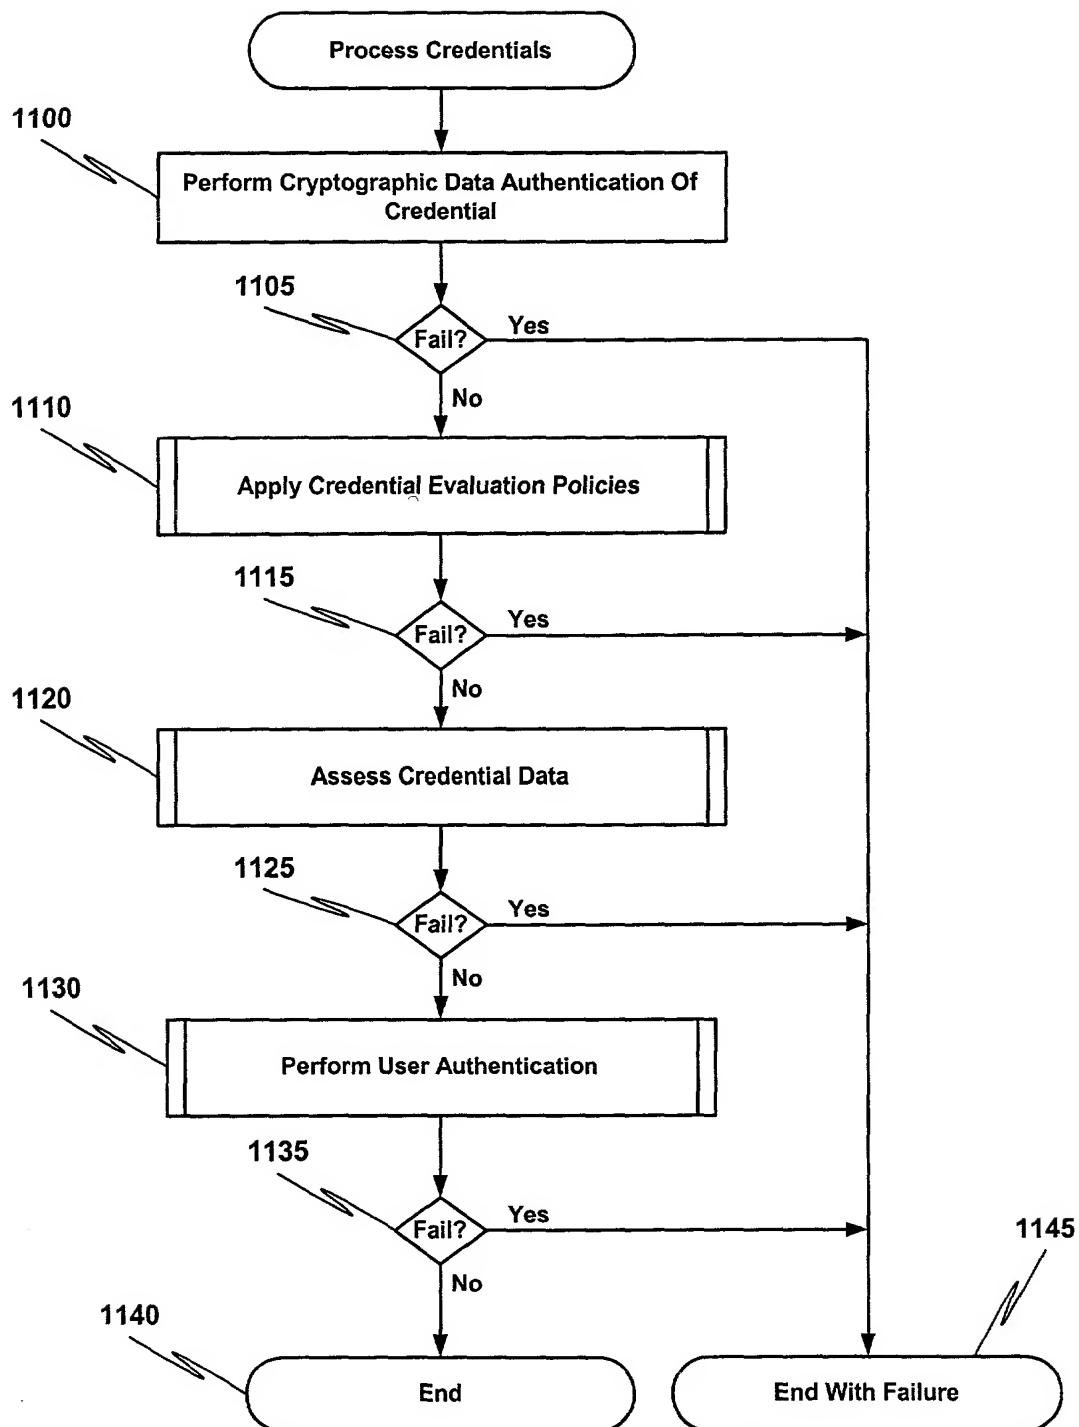 Process Credentials
1100
Perform Cryptographic Data Authentication Of
Credential
1105
Fail?
Yes
No
1110
Apply Credential Evaluation Policies
1115
Fail?
Yes
No
1120
Assess Credential Data
1125
Fail?
Yes
No
1130
Perform User Authentication
1135
Fail?
Yes
No
1145
1140
End
End With Failure